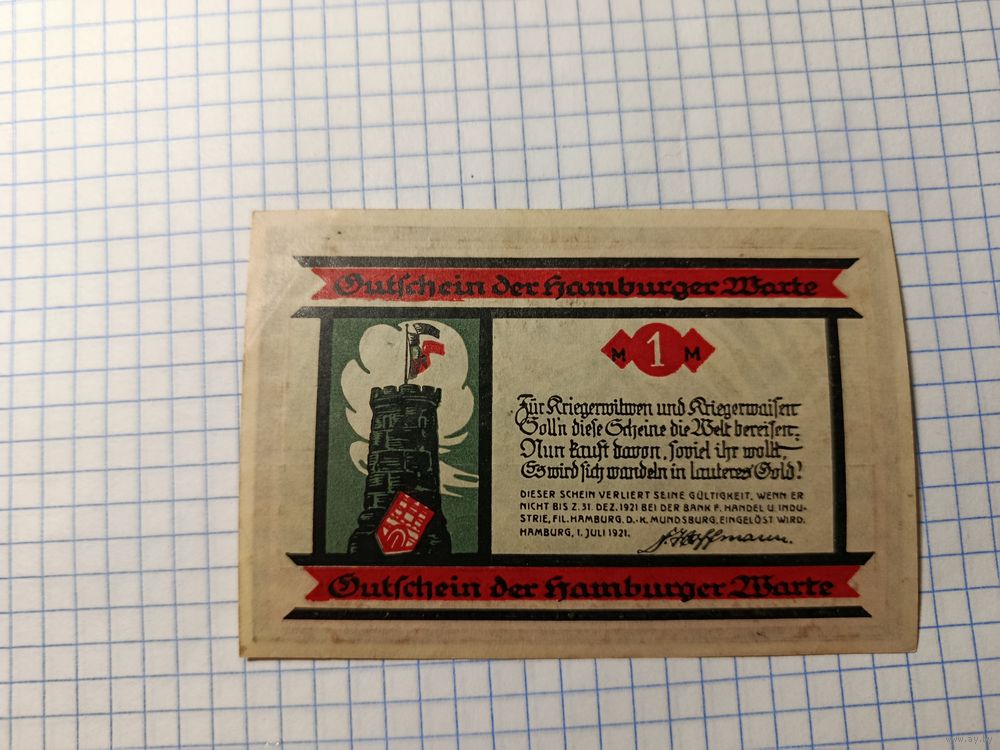 Gutschein der Hamburger Warte
M 1 M
Für Kriegerwitwen und Kriegerwaisen
Soll'n diese Scheine die Welt bereisen.
Nun kauft davon, soviel ihr wollt,
Es wird sich wandeln in lauteres Gold!
DIESER SCHEIN VERLIERT SEINE GÜLTIGKEIT, WENN ER
NICHT BIS Z. 31. DEZ. 1921 BEI DER BANK F. HANDEL U. INDU-
STRIE, FIL. HAMBURG. D.-K. MUNDSBURG, EINGELÖST WIRD.
HAMBURG, 1. JULI 1921.
Gutschein der Hamburger Warte
www.ay.by